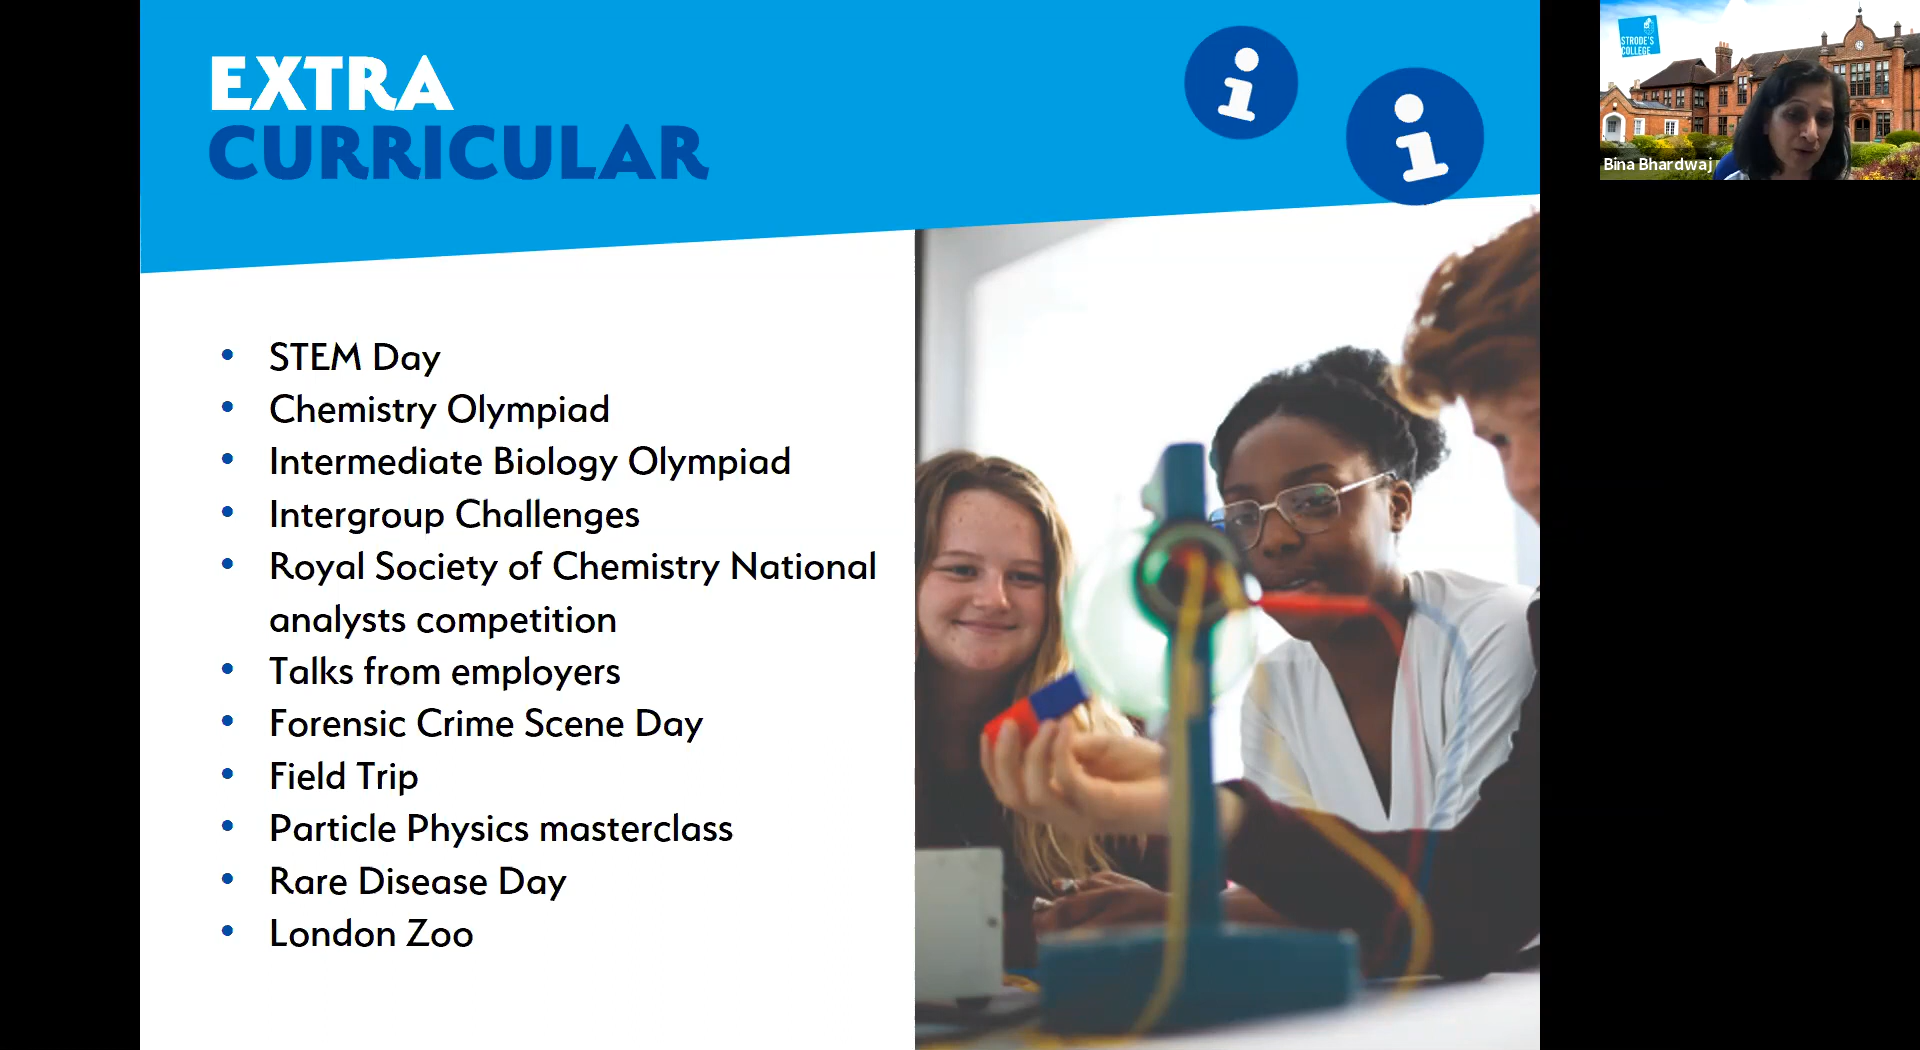 EXTRA
CURRICULAR
STRODE'S
COLLEGE
Bina Bhardwaj
• STEM Day
• Chemistry Olympiad
• Intermediate Biology Olympiad
• Intergroup Challenges
• Royal Society of Chemistry National
analysts competition
• Talks from employers
• Forensic Crime Scene Day
• Field Trip
• Particle Physics masterclass
• Rare Disease Day
• London Zoo